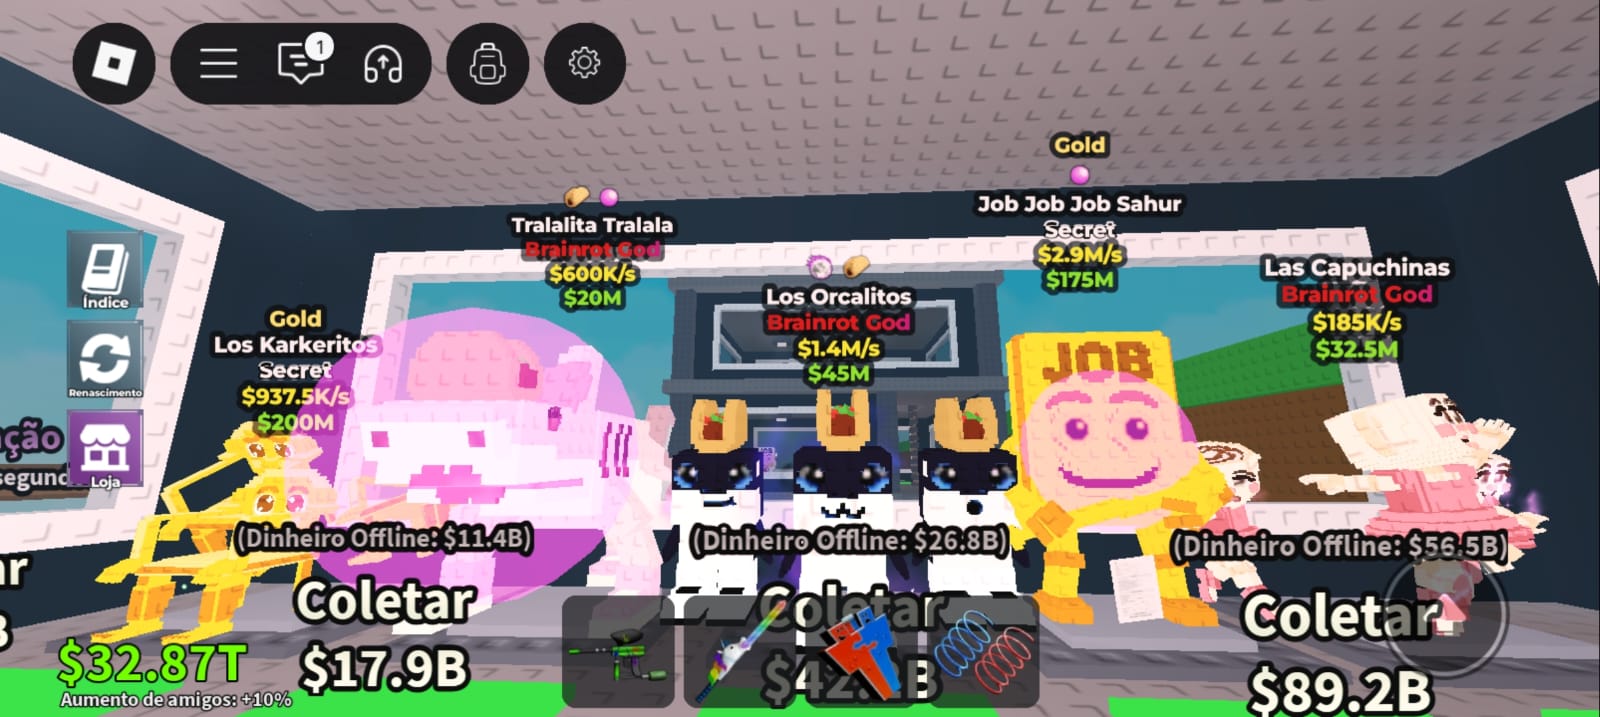 1
Índice
Renascimento
Loja
ção
segund
Gold
Los Karkeritos
Secret
$937.5K/s
$200M
Tralalita Tralala
Brainrot God
$600K/s
$20M
Los Orcalitos
Brainrot God
$1.4M/s
$45M
Gold
Job Job Job Sahur
Secret
$2.9M/s
$175M
Las Capuchinas
Brainrot God
$185K/s
$32.5M
JOB
(Dinheiro Offline: $11.4B)
Coletar
$17.9B
(Dinheiro Offline: $26.8B)
Coletar
(Dinheiro Offline: $56.5B)
Coletar
$89.2B
$32.87T
Aumento de amigos: +10%